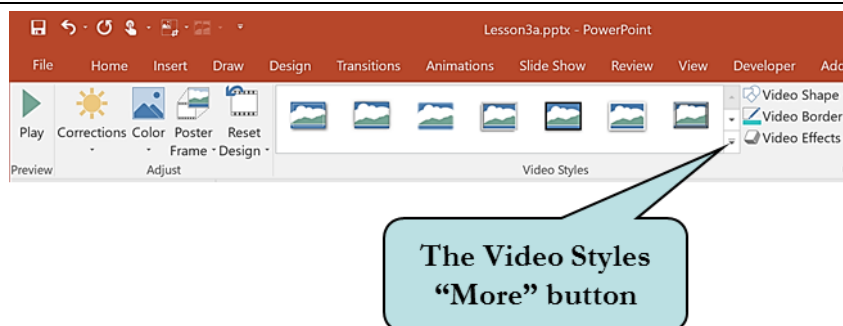 Lesson3a.pptx - PowerPoint
File Home Insert Draw Design Transitions Animations Slide Show Review View Developer Add
Play Corrections Color Poster Frame Reset Design Video Shape
Video Border
Video Effects
Preview Adjust Video Styles
The Video Styles
“More” button